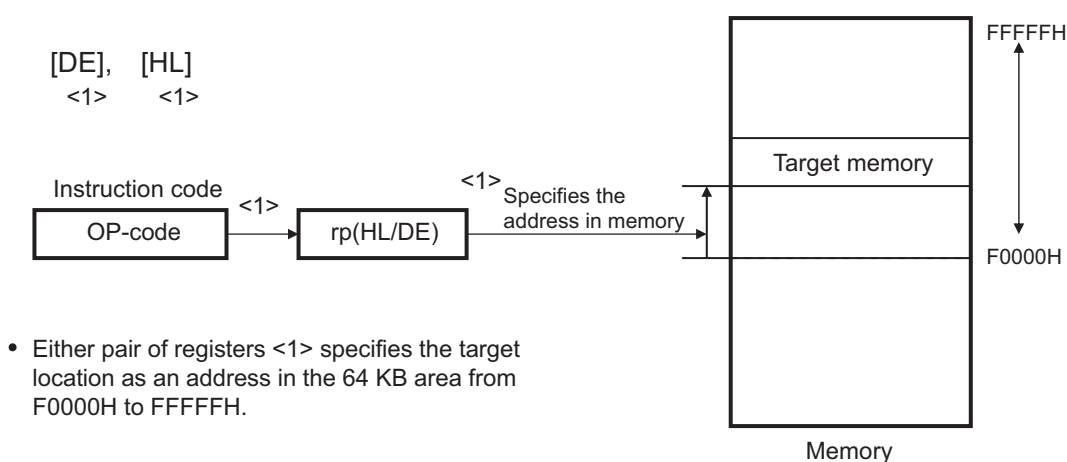 FFFFFH
[DE], [HL]
<1> <1>
Target memory
Instruction code
<1>
<1>
Specifies the
address in memory
OP-code
rp(HL/DE)
F0000H
• Either pair of registers <1> specifies the target
location as an address in the 64 KB area from
F0000H to FFFFFH.
Memory